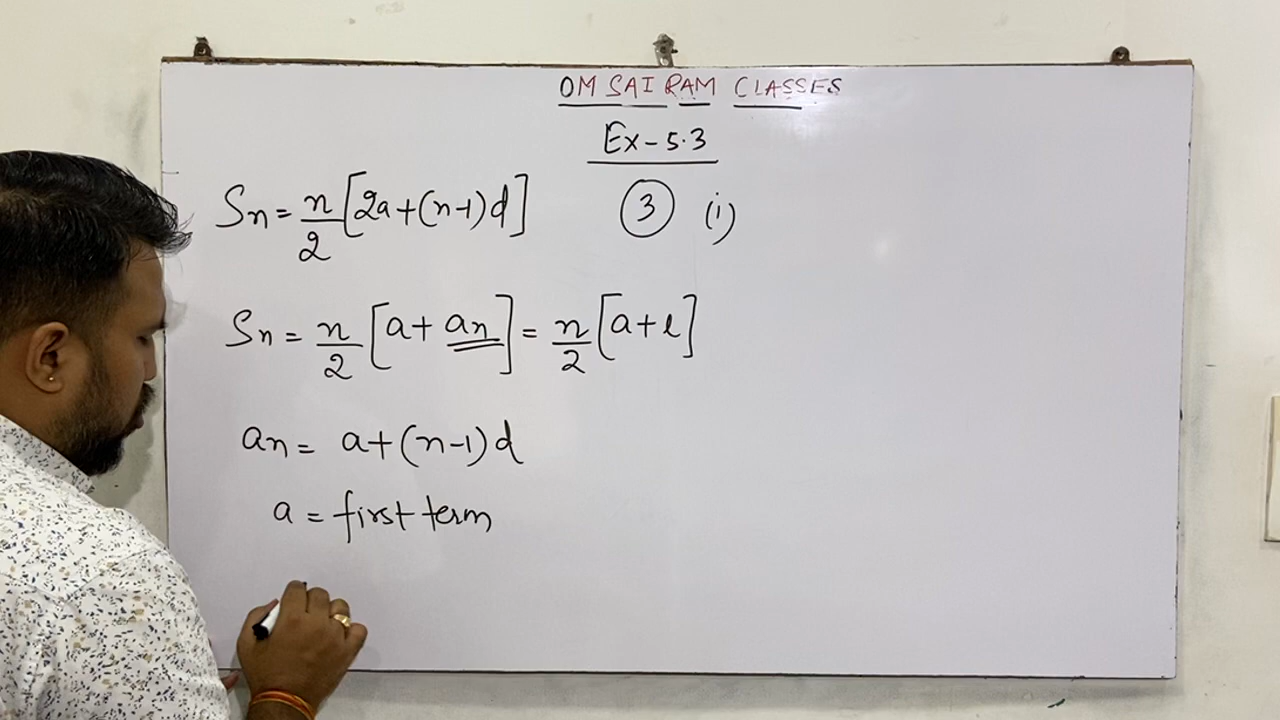 OM SAI RAM CLASSES
Ex-5.3
Sn = n/2 [2a+(n-1)d] 3 (i)
Sn = n/2 [a+an] = n/2 [a+l]
an = a+(n-1)d
a = first term